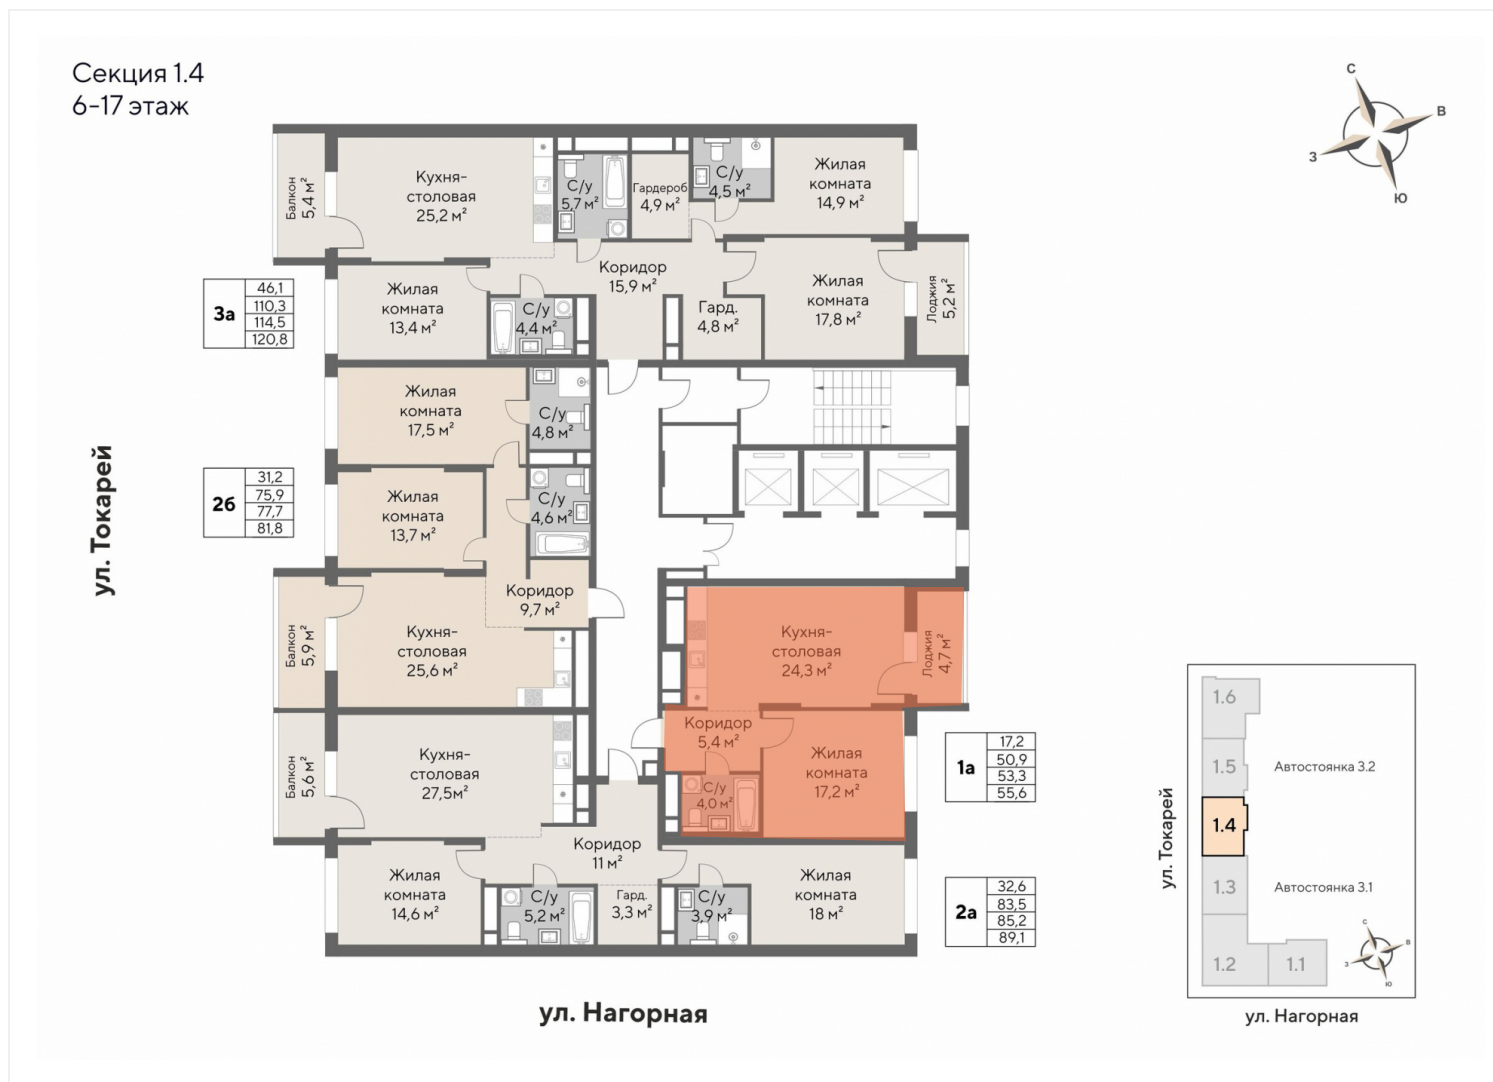 Секция 1.4
6-17 этаж
С
В
З
Ю
Балкон
5,4 м²
Кухня-
столовая
25,2 м²
С/у
5,7 м²
Гардероб
4,9 м²
С/у
4,5 м²
Жилая
комната
14,9 м²
3а
46,1
110,3
114,5
120,8
Жилая
комната
13,4 м²
С/у
4,4 м²
Коридор
15,9 м²
Гард.
4,8 м²
Жилая
комната
17,8 м²
Лоджия
5,2 м²
Жилая
комната
17,5 м²
С/у
4,8 м²
ул. Токарей
2б
31,2
75,9
77,7
81,8
Жилая
комната
13,7 м²
С/у
4,6 м²
Коридор
9,7 м²
Балкон
5,9 м²
Кухня-
столовая
25,6 м²
Кухня-
столовая
24,3 м²
Лоджия
4,7 м²
Коридор
5,4 м²
Жилая
комната
17,2 м²
С/у
4,0 м²
1а
17,2
50,9
53,3
55,6
Балкон
5,6 м²
Кухня-
столовая
27,5м²
Коридор
11 м²
Жилая
комната
14,6 м²
С/у
5,2 м²
Гард.
3,3 м²
С/у
3,9 м²
Жилая
комната
18 м²
2а
32,6
83,5
85,2
89,1
ул. Нагорная
1.6
1.5
Автостоянка 3.2
1.4
ул. Токарей
1.3
Автостоянка 3.1
1.2
1.1
С
В
З
Ю
ул. Нагорная